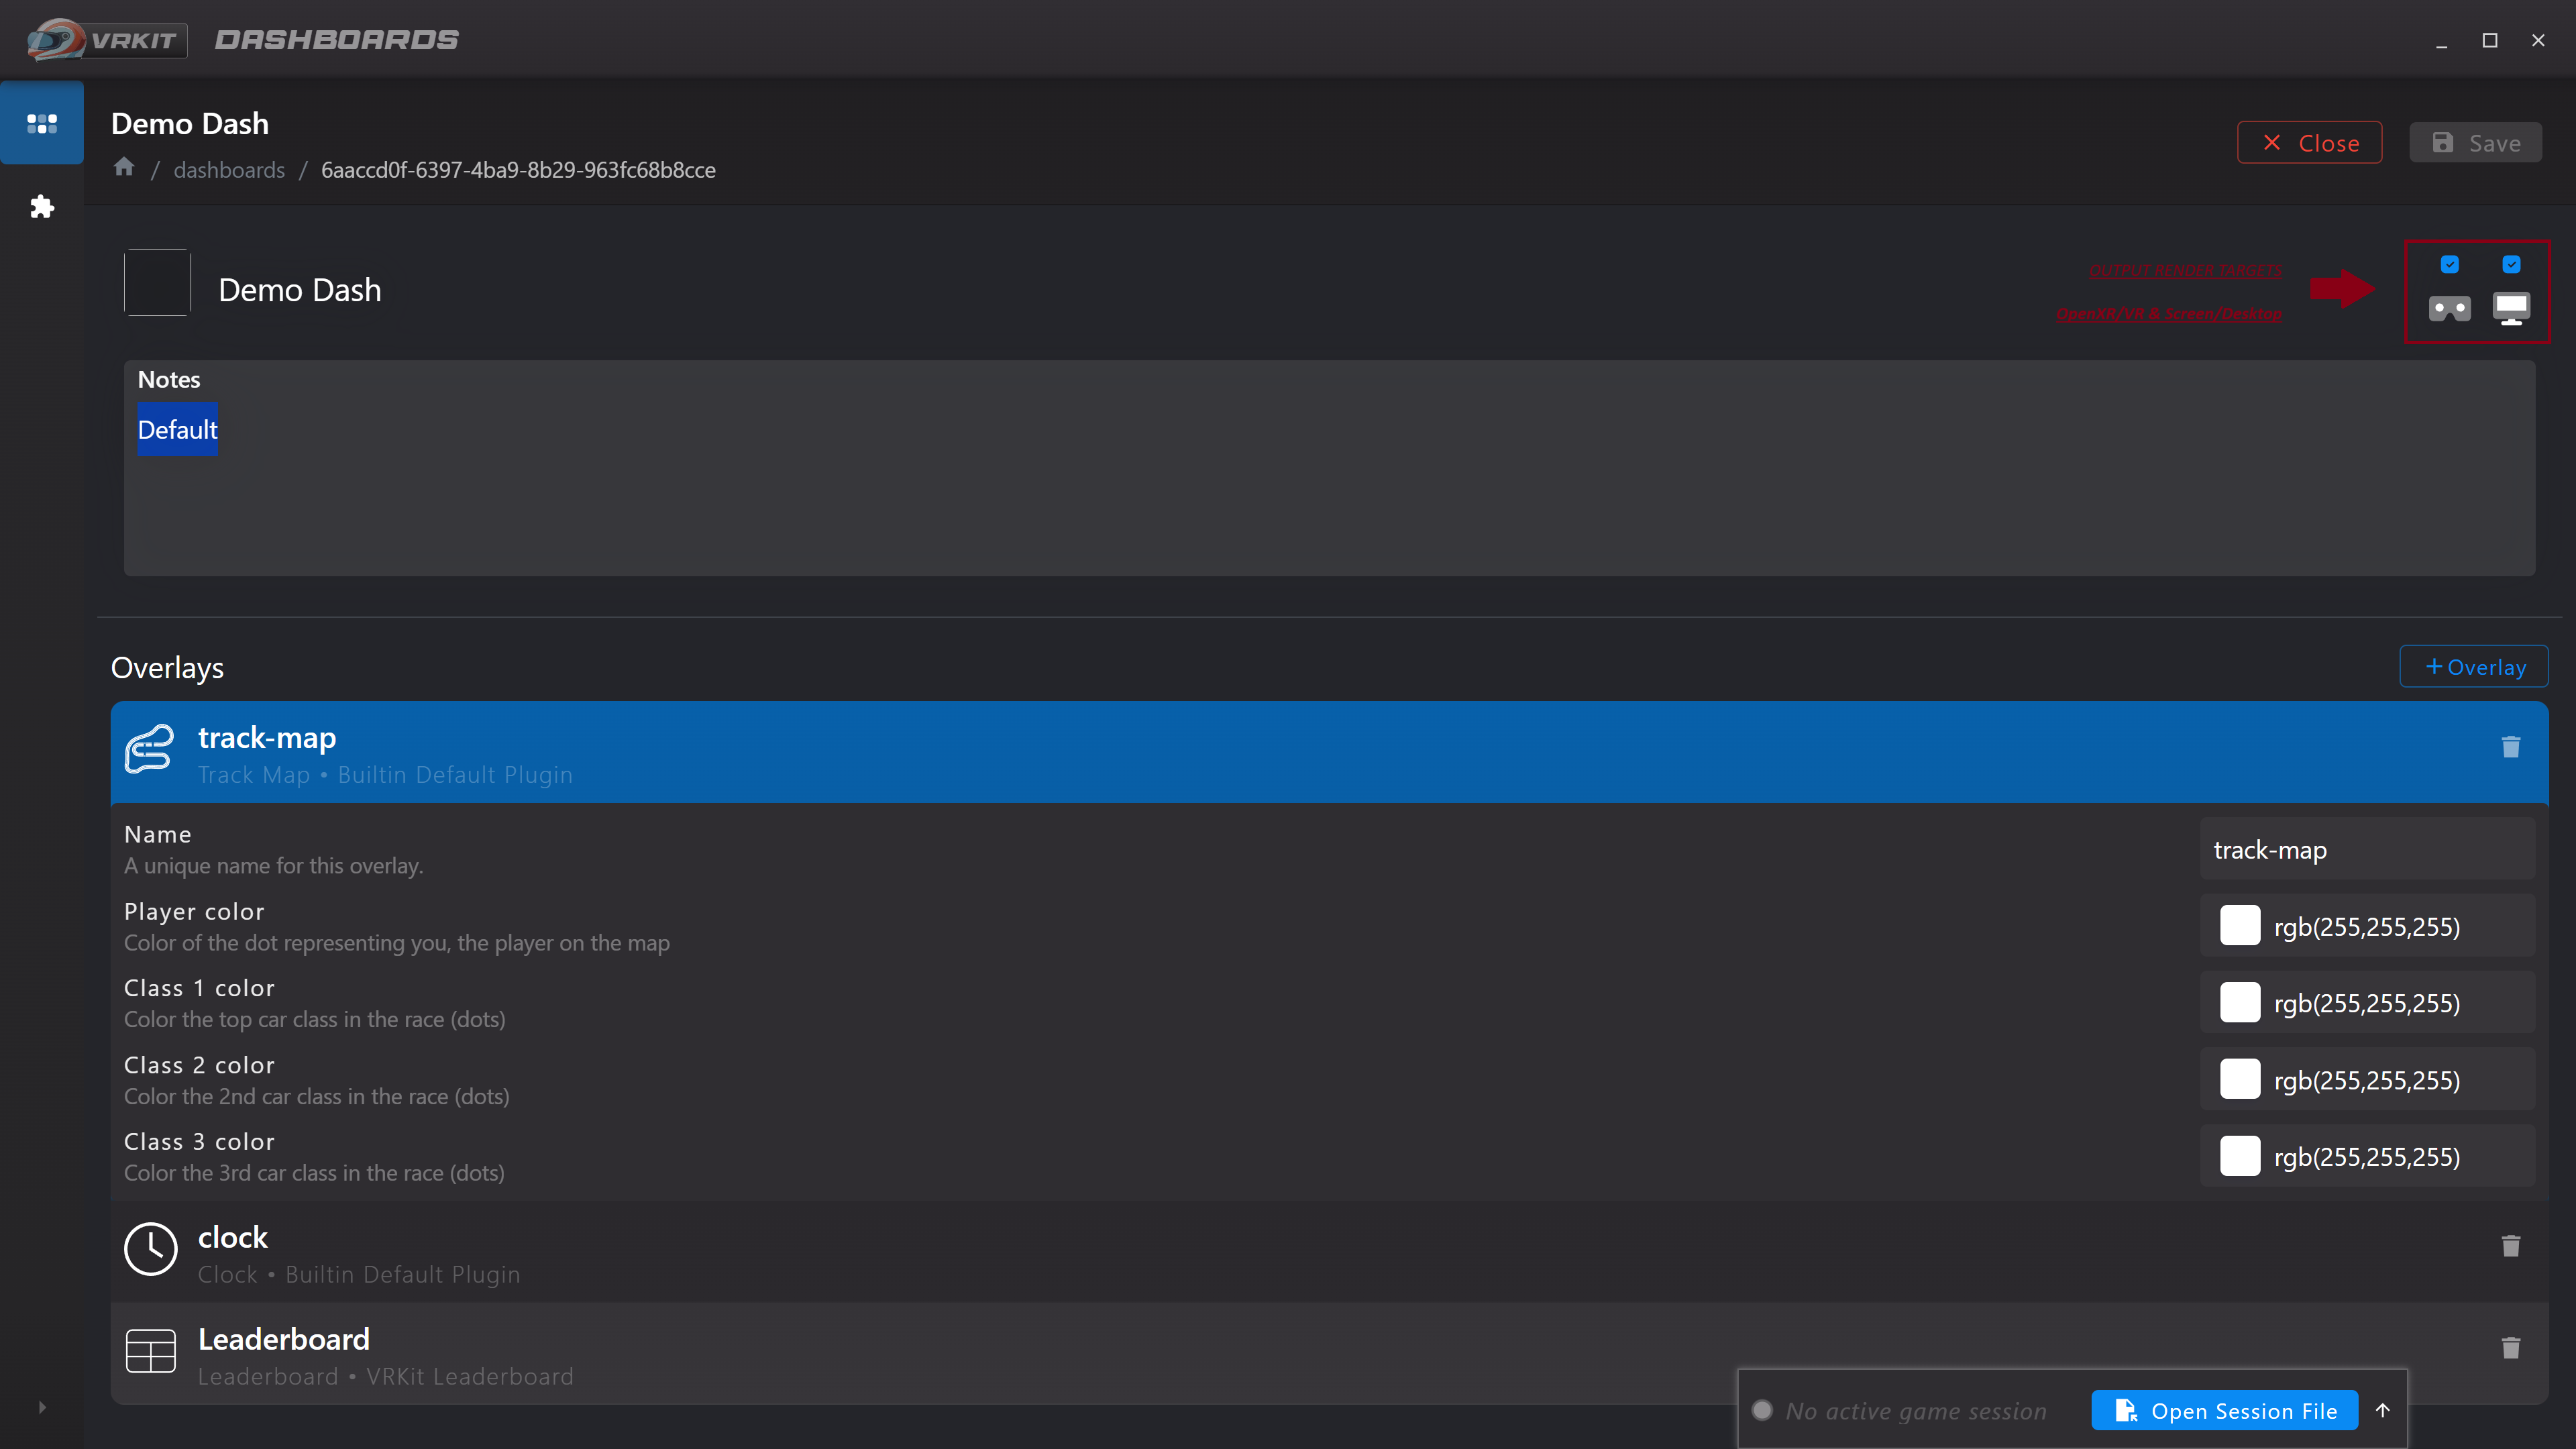 VRKIT DASHBOARDS
Demo Dash
/ dashboards / 6aaccd0f-6397-4ba9-8b29-963fc68b8cce
Close
Save
Demo Dash
OUTPUT RENDER TARGETS
OpenXR/VR & Screen/Desktop
Notes
Default
Overlays
+Overlay
track-map
Track Map • Builtin Default Plugin
Name
A unique name for this overlay.
track-map
Player color
Color of the dot representing you, the player on the map
rgb(255,255,255)
Class 1 color
Color the top car class in the race (dots)
rgb(255,255,255)
Class 2 color
Color the 2nd car class in the race (dots)
rgb(255,255,255)
Class 3 color
Color the 3rd car class in the race (dots)
rgb(255,255,255)
clock
Clock • Builtin Default Plugin
Leaderboard
Leaderboard • VRKit Leaderboard
No active game session
Open Session File